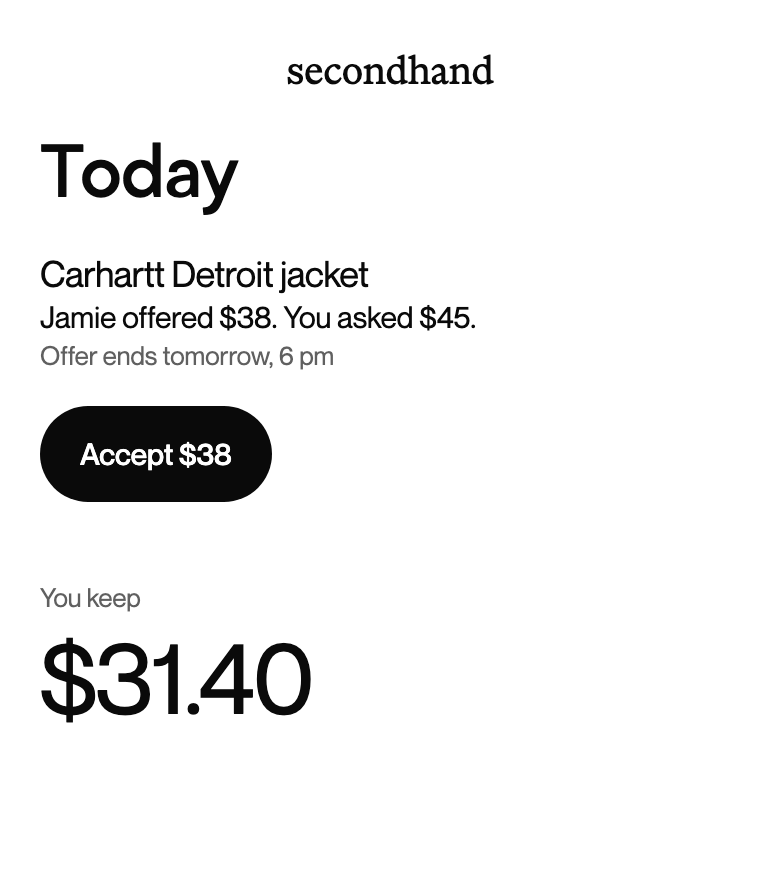 secondhand
Today
Carhartt Detroit jacket
Jamie offered $38. You asked $45.
Offer ends tomorrow, 6 pm
Accept $38
You keep
$31.40